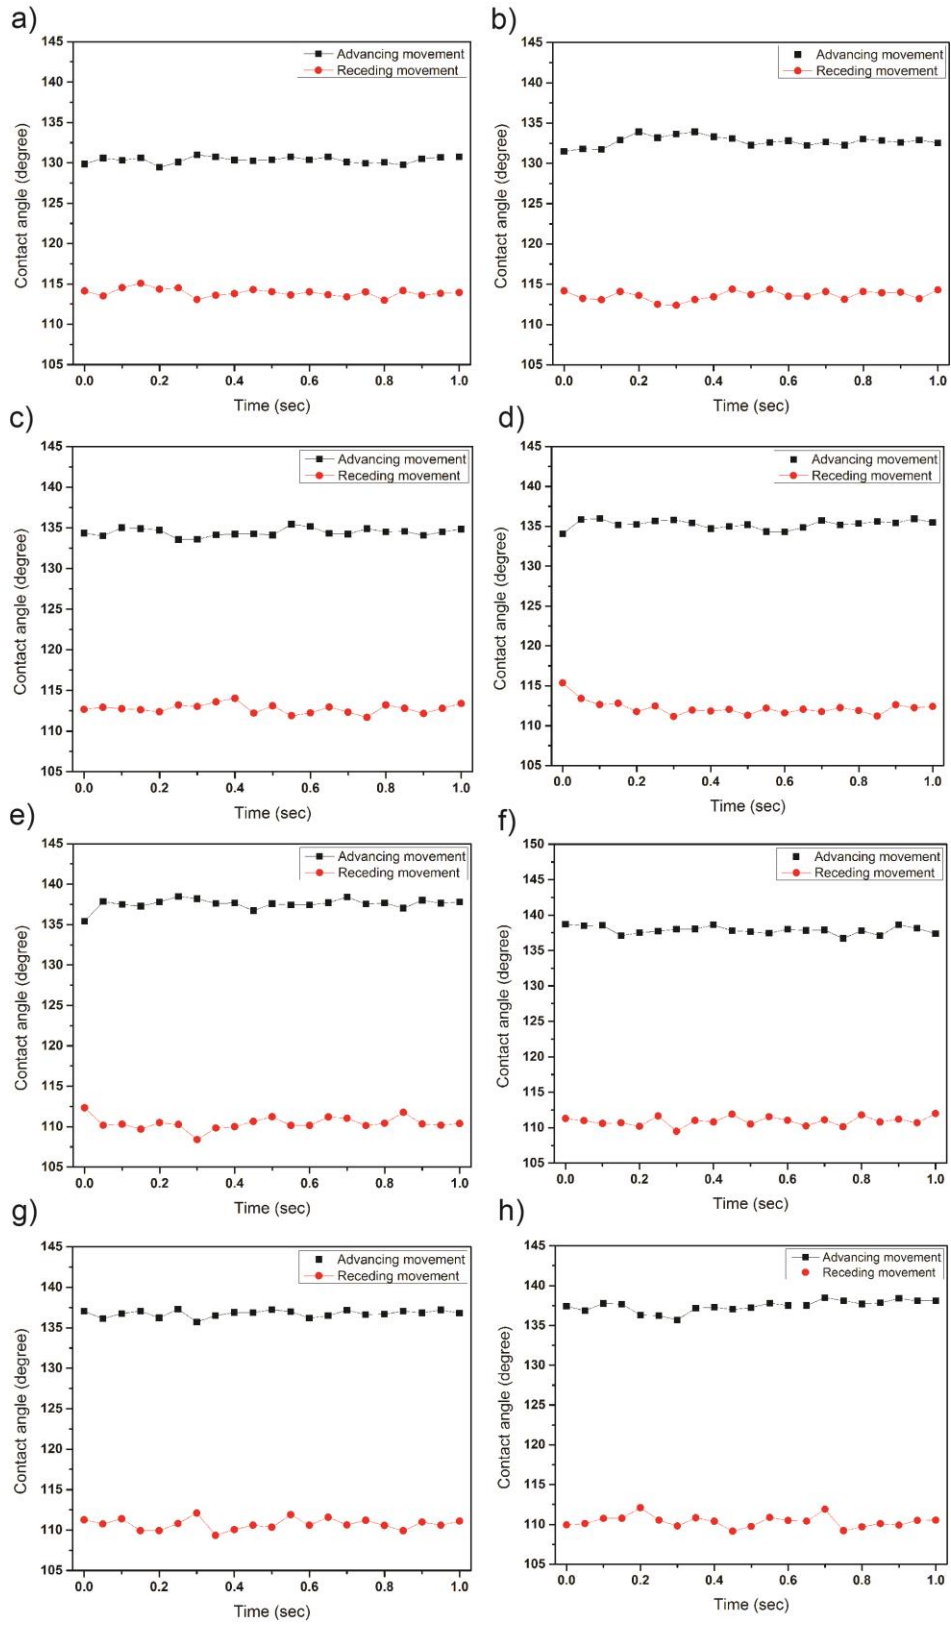 a)
145
140
135
130
125
120
115
110
105
Contact angle (degree)
Advancing movement
Receding movement
0.0 0.2 0.4 0.6 0.8 1.0
Time (sec)
b)
145
140
135
130
125
120
115
110
105
Contact angle (degree)
Advancing movement
Receding movement
0.0 0.2 0.4 0.6 0.8 1.0
Time (sec)
c)
145
140
135
130
125
120
115
110
105
Contact angle (degree)
Advancing movement
Receding movement
0.0 0.2 0.4 0.6 0.8 1.0
Time (sec)
d)
145
140
135
130
125
120
115
110
105
Contact angle (degree)
Advancing movement
Receding movement
0.0 0.2 0.4 0.6 0.8 1.0
Time (sec)
e)
145
140
135
130
125
120
115
110
105
Contact angle (degree)
Advancing movement
Receding movement
0.0 0.2 0.4 0.6 0.8 1.0
Time (sec)
f)
150
145
140
135
130
125
120
115
110
105
Contact angle (degree)
Advancing movement
Receding movement
0.0 0.2 0.4 0.6 0.8 1.0
Time (sec)
g)
145
140
135
130
125
120
115
110
105
Contact angle (degree)
Advancing movement
Receding movement
0.0 0.2 0.4 0.6 0.8 1.0
Time (sec)
h)
145
140
135
130
125
120
115
110
105
Contact angle (degree)
Advancing movement
Receding movement
0.0 0.2 0.4 0.6 0.8 1.0
Time (sec)